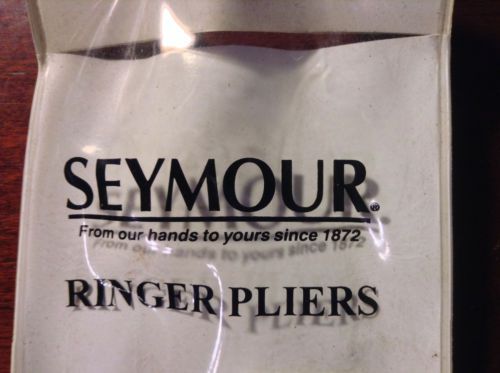 SEYMOUR®
From our hands to yours since 1872
RINGER PLIERS